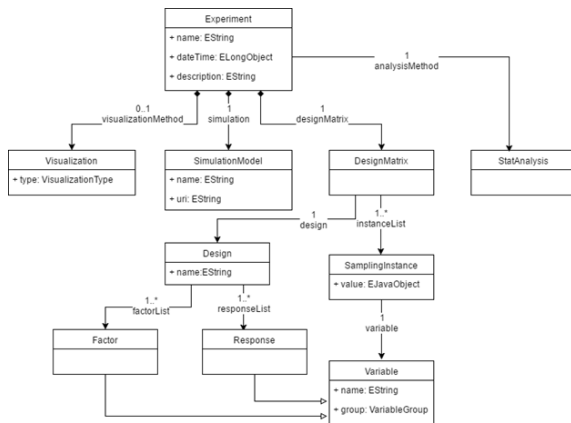 Experiment
+ name: EString
+ dateTime: ELongObject
+ description: EString
1
analysisMethod
0..1
visualizationMethod
1
simulation
1
designMatrix
Visualization
+ type: VisualizationType
SimulationModel
+ name: EString
+ uri: EString
DesignMatrix
StatAnalysis
1
design
1..*
instanceList
Design
+ name:EString
SamplingInstance
+ value: EJavaObject
1..*
factorList
1..*
responseList
1
variable
Factor
Response
Variable
+ name: EString
+ group: VariableGroup